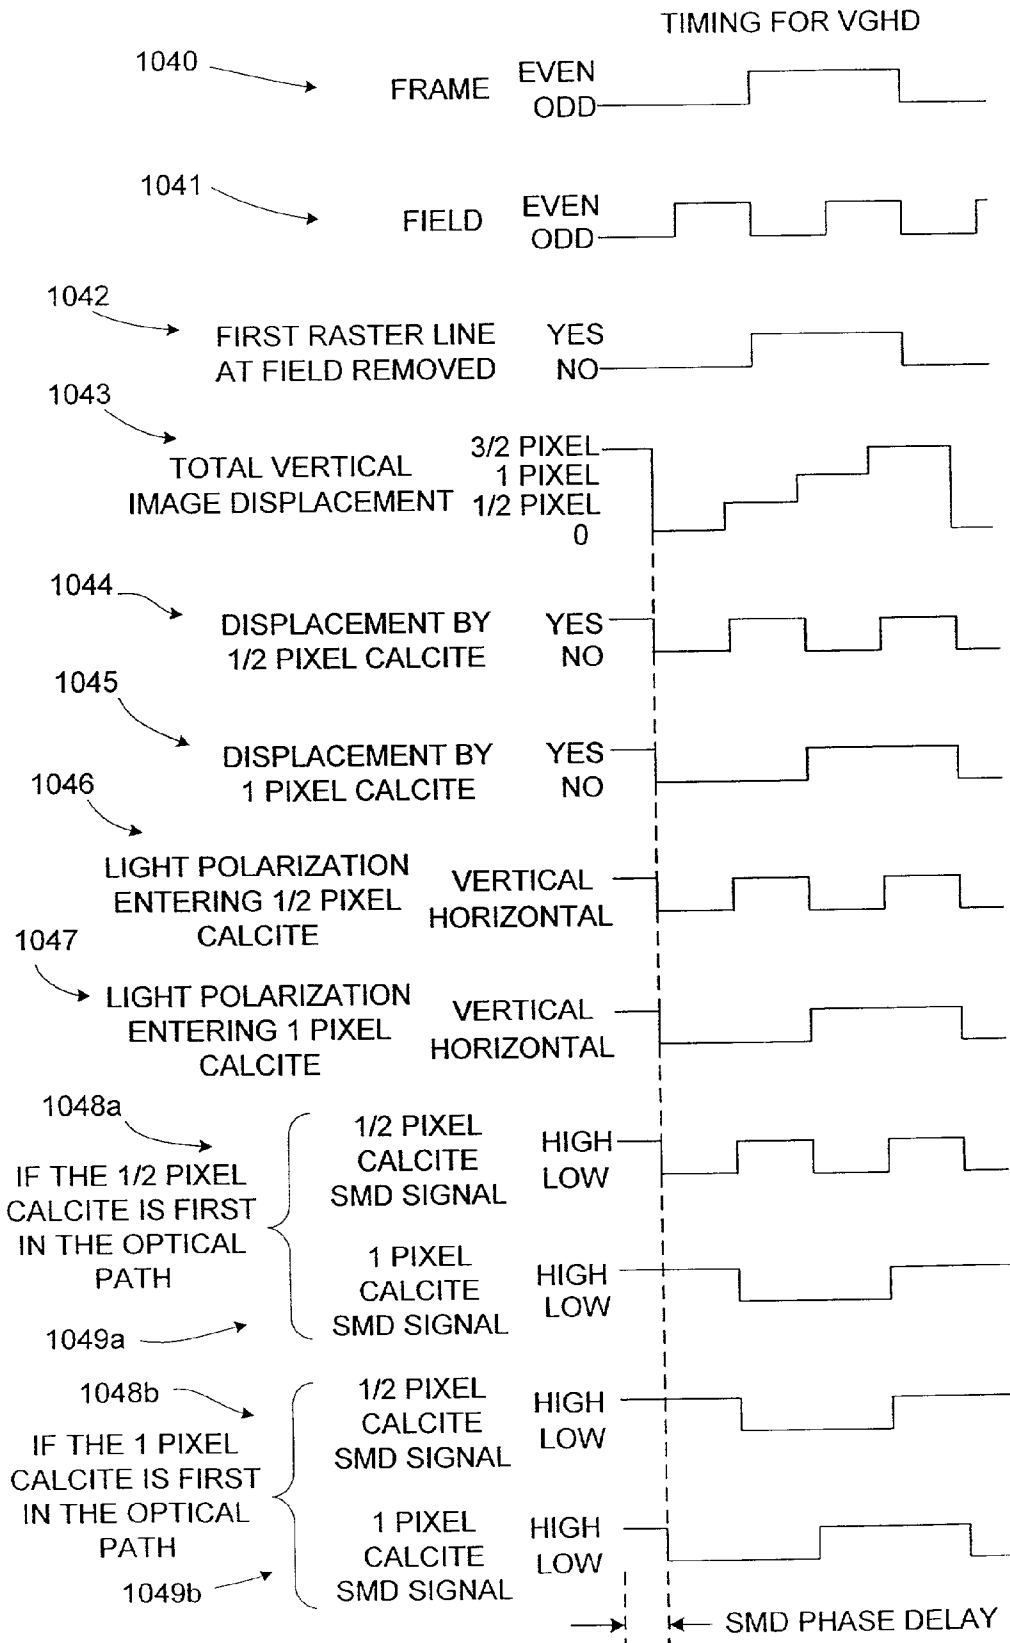 TIMING FOR VGHD
1040
FRAME
EVEN
ODD
1041
FIELD
EVEN
ODD
1042
FIRST RASTER LINE
AT FIELD REMOVED
YES
NO
1043
TOTAL VERTICAL
IMAGE DISPLACEMENT
3/2 PIXEL
1 PIXEL
1/2 PIXEL
0
1044
DISPLACEMENT BY
1/2 PIXEL CALCITE
YES
NO
1045
DISPLACEMENT BY
1 PIXEL CALCITE
YES
NO
1046
LIGHT POLARIZATION
ENTERING 1/2 PIXEL
CALCITE
VERTICAL
HORIZONTAL
1047
LIGHT POLARIZATION
ENTERING 1 PIXEL
CALCITE
VERTICAL
HORIZONTAL
1048a
IF THE 1/2 PIXEL
CALCITE IS FIRST
IN THE OPTICAL
PATH
1/2 PIXEL
CALCITE
SMD SIGNAL
HIGH
LOW
1 PIXEL
CALCITE
SMD SIGNAL
HIGH
LOW
1049a
1048b
IF THE 1 PIXEL
CALCITE IS FIRST
IN THE OPTICAL
PATH
1/2 PIXEL
CALCITE
SMD SIGNAL
HIGH
LOW
1 PIXEL
CALCITE
SMD SIGNAL
HIGH
LOW
1049b
SMD PHASE DELAY